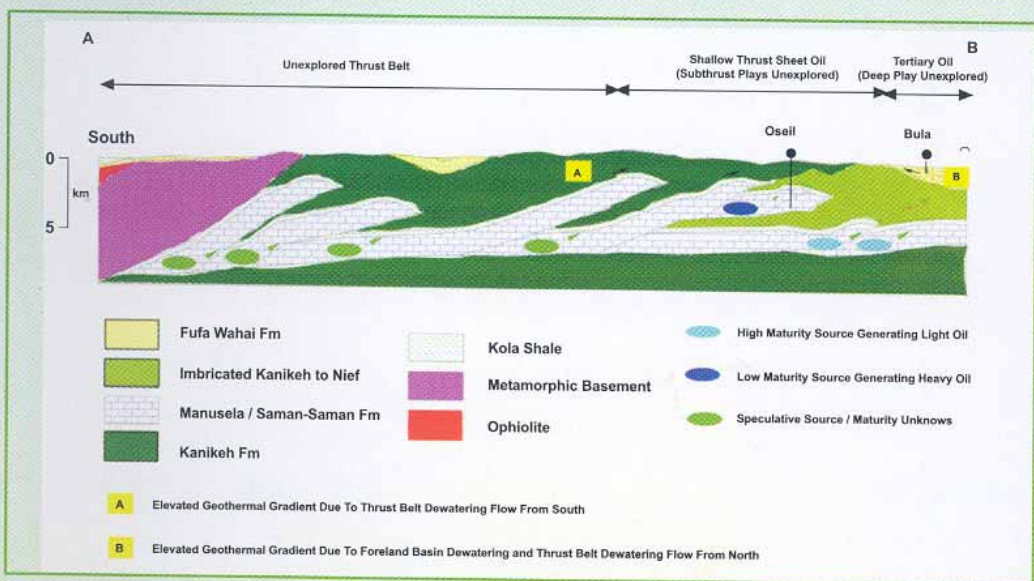 A
B
Unexplored Thrust Belt
Shallow Thrust Sheet Oil
(Subthrust Plays Unexplored)
Tertiary Oil
(Deep Play Unexplored)
South
Oseil
Bula
0
km
5
A
B
Fufa Wahai Fm
Imbricated Kanikeh to Nief
Manusela / Saman-Saman Fm
Kanikeh Fm
Kola Shale
Metamorphic Basement
Ophiolite
High Maturity Source Generating Light Oil
Low Maturity Source Generating Heavy Oil
Speculative Source / Maturity Unknows
A Elevated Geothermal Gradient Due To Thrust Belt Dewatering Flow From South
B Elevated Geothermal Gradient Due To Foreland Basin Dewatering and Thrust Belt Dewatering Flow From North